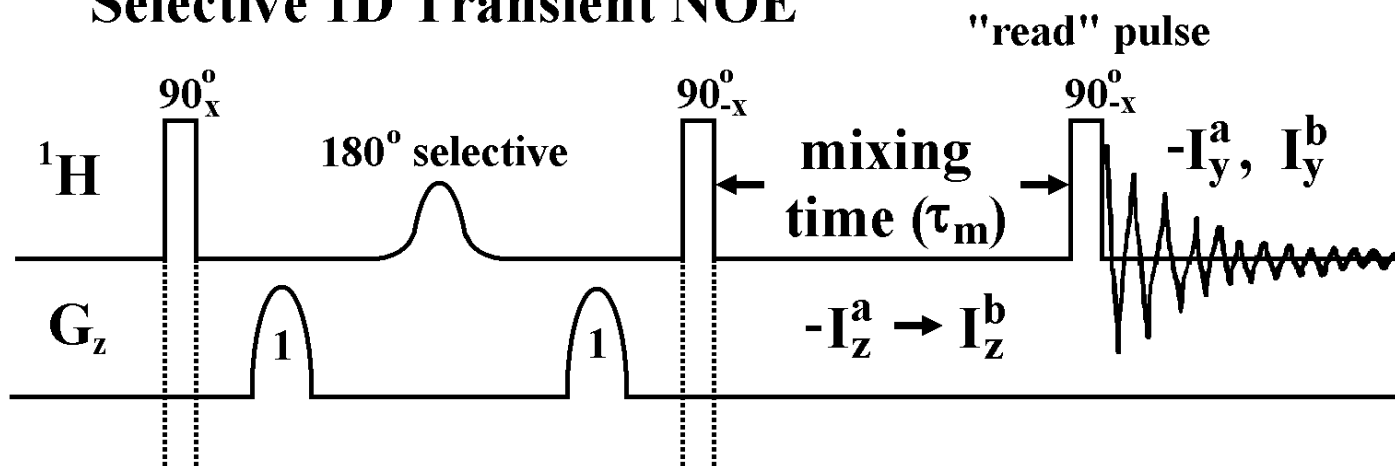 Selective 1D Transient NOE
"read" pulse
90°x 90°-x 90°-x
180° selective
¹H
mixing
time (τm)
-Iᵃy, Iᵇy
Gz
1 1
-Iᵃz → Iᵇz